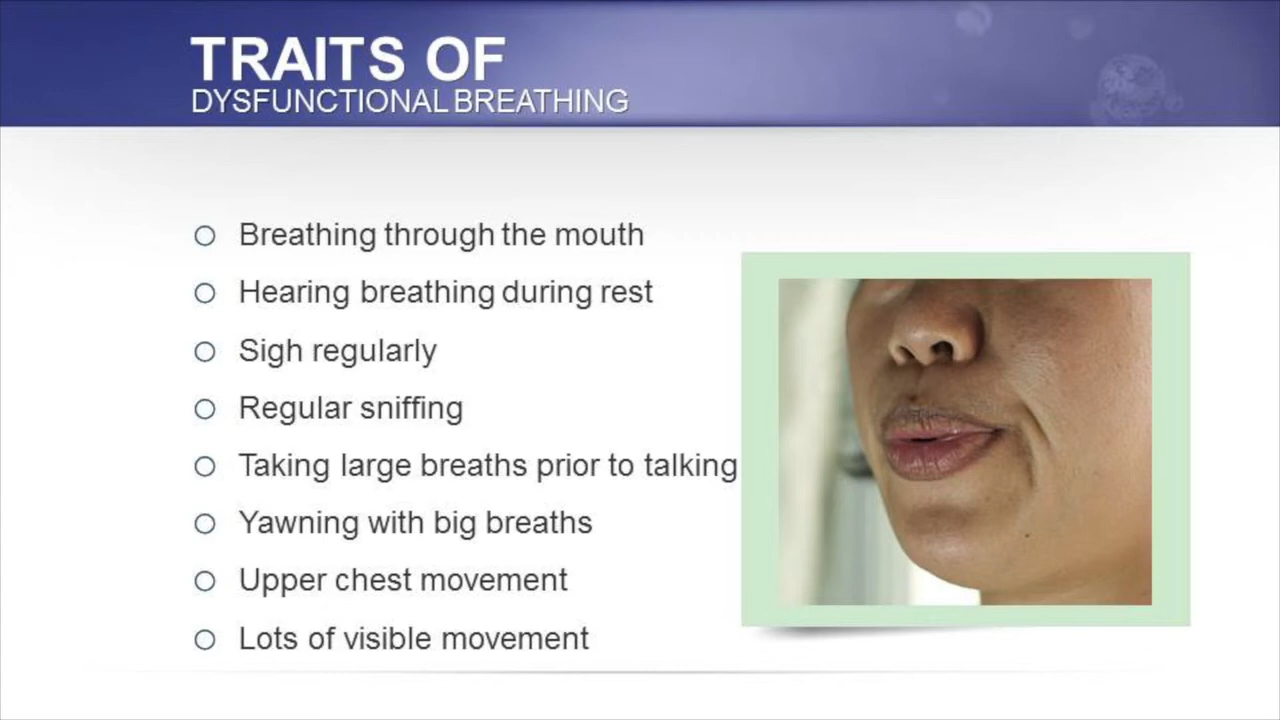 TRAITS OF
DYSFUNCTIONAL BREATHING
Breathing through the mouth
Hearing breathing during rest
Sigh regularly
Regular sniffing
Taking large breaths prior to talking
Yawning with big breaths
Upper chest movement
Lots of visible movement